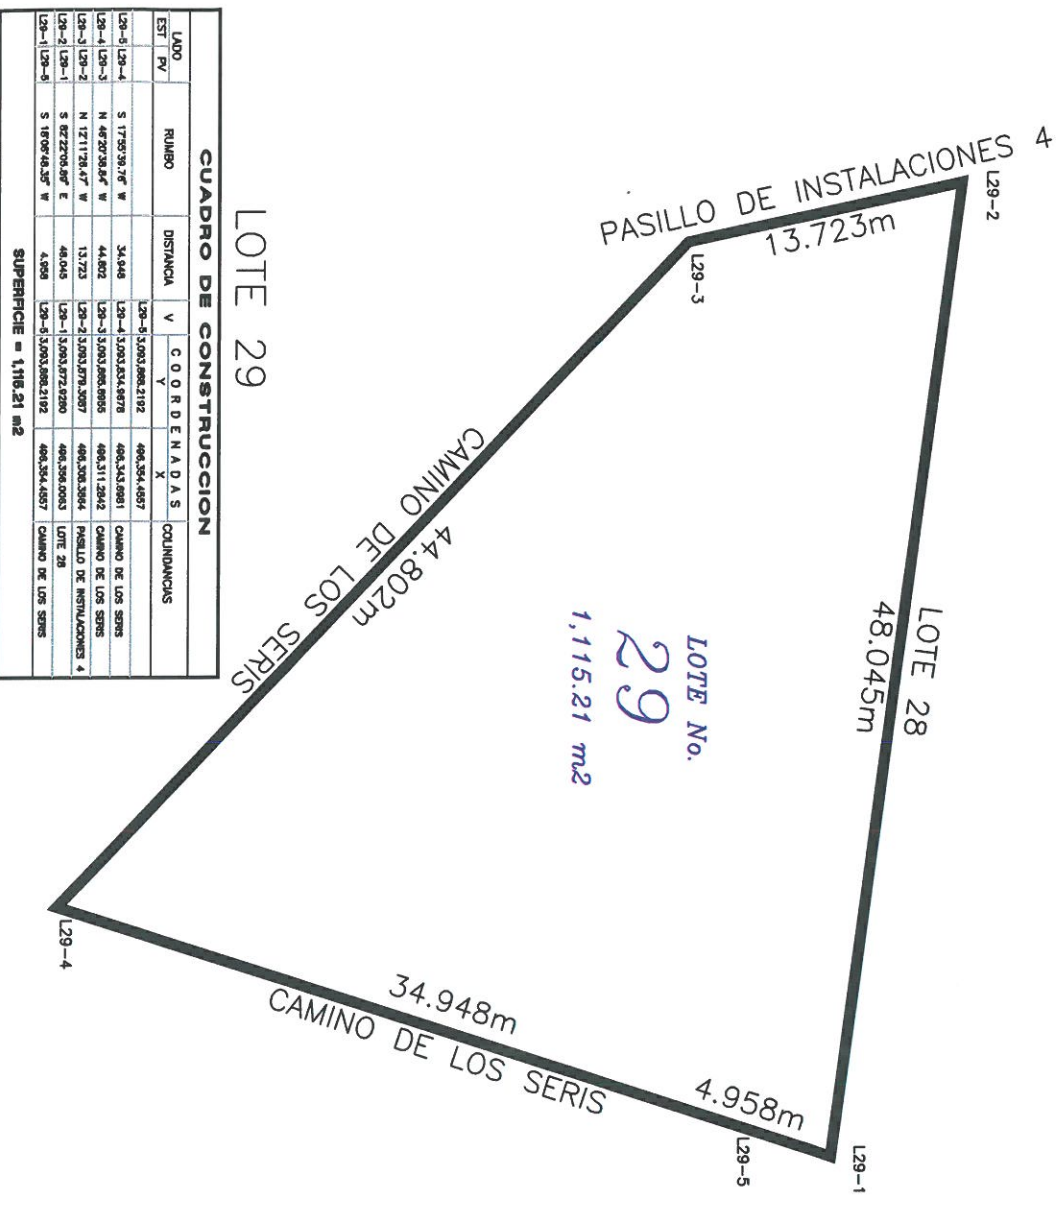 LOTE 29
CUADRO DE CONSTRUCCION
LADO RUMBO DISTANCIA V COORDENADAS COLINDANCIAS
EST PV Y X
L29-5 3,093,868.2192 496,354.4557
L29-5 L29-4 S 17°55'39.76" W 34.948 L29-4 3,093,834.9678 496,343.6981 CAMINO DE LOS SERIS
L29-4 L29-3 N 46°20'38.84" W 44.802 L29-3 3,093,865.8955 496,311.2842 CAMINO DE LOS SERIS
L29-3 L29-2 N 12°11'28.47" W 13.723 L29-2 3,093,879.3087 496,308.3864 PASILLO DE INSTALACIONES 4
L29-2 L29-1 S 82°22'05.89" E 48.045 L29-1 3,093,872.9280 496,356.0063 LOTE 28
L29-1 L29-5 S W 4.958 L29-5 3,093,868.2192 496,354.4557 CAMINO DE LOS SERIS
SUPERFICIE = 1,115.21 m2
L29-2
PASILLO DE INSTALACIONES 4
13.723m
L29-3
LOTE 28
48.045m
LOTE No.
29
1,115.21 m2
44.802m
CAMINO DE LOS SERIS
L29-4
34.948m
CAMINO DE LOS SERIS
4.958m
L29-5
L29-1